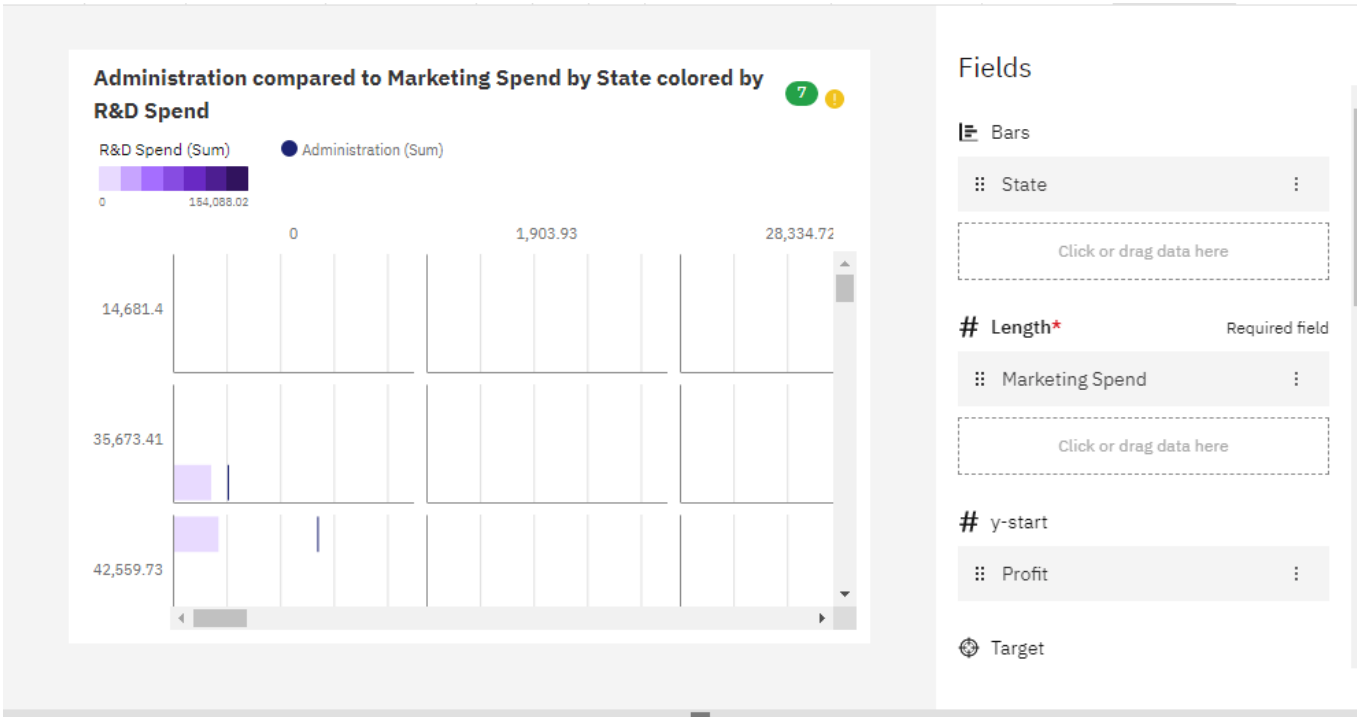 Administration compared to Marketing Spend by State colored by
R&D Spend
7
!
R&D Spend (Sum)
Administration (Sum)
0
154,088.02
0
1,903.93
28,334.72
14,681.4
35,673.41
42,559.73
Fields
Bars
State
Click or drag data here
# Length*
Required field
Marketing Spend
Click or drag data here
# y-start
Profit
Target